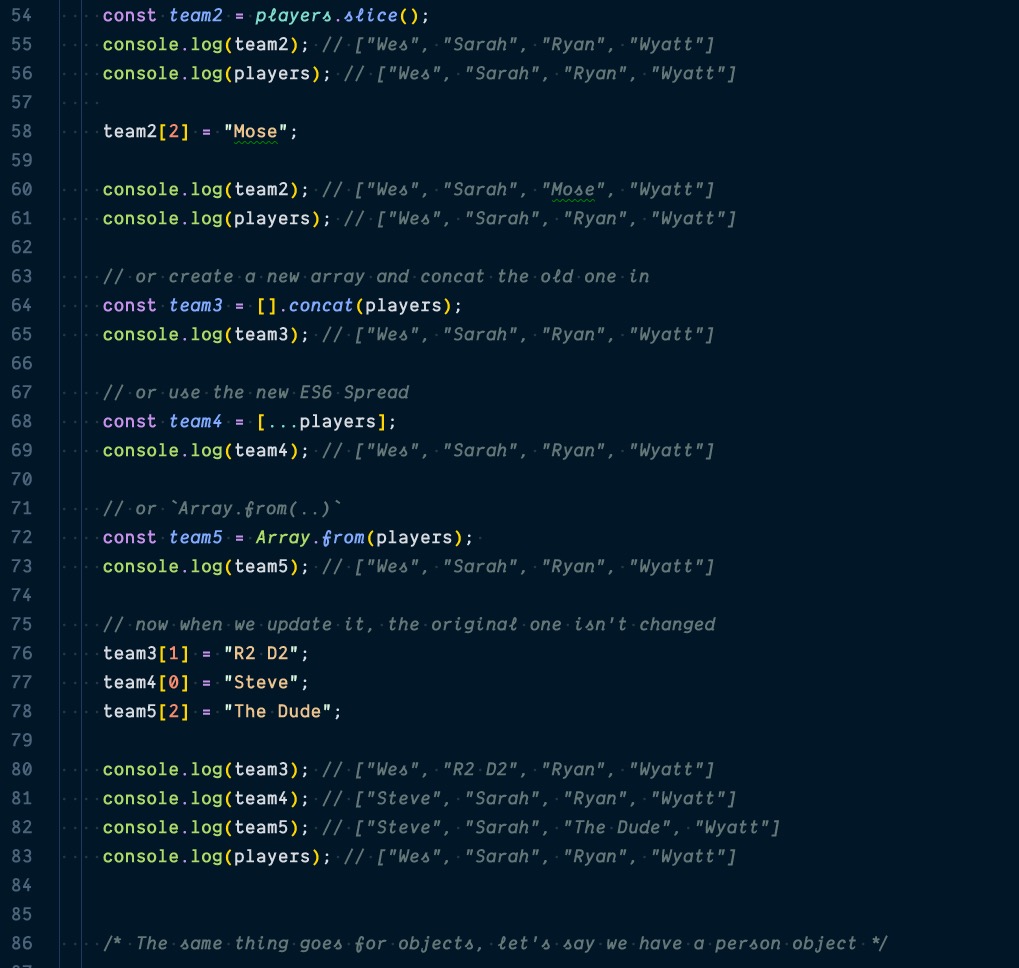 54 const team2 = players.slice();
55 console.log(team2); // ["Wes", "Sarah", "Ryan", "Wyatt"]
56 console.log(players); // ["Wes", "Sarah", "Ryan", "Wyatt"]
57
58 team2[2] = "Mose";
59
60 console.log(team2); // ["Wes", "Sarah", "Mose", "Wyatt"]
61 console.log(players); // ["Wes", "Sarah", "Ryan", "Wyatt"]
62
63 // or create a new array and concat the old one in
64 const team3 = [].concat(players);
65 console.log(team3); // ["Wes", "Sarah", "Ryan", "Wyatt"]
66
67 // or use the new ES6 Spread
68 const team4 = [...players];
69 console.log(team4); // ["Wes", "Sarah", "Ryan", "Wyatt"]
70
71 // or `Array.from(..)`
72 const team5 = Array.from(players);
73 console.log(team5); // ["Wes", "Sarah", "Ryan", "Wyatt"]
74
75 // now when we update it, the original one isn't changed
76 team3[1] = "R2 D2";
77 team4[0] = "Steve";
78 team5[2] = "The Dude";
79
80 console.log(team3); // ["Wes", "R2 D2", "Ryan", "Wyatt"]
81 console.log(team4); // ["Steve", "Sarah", "Ryan", "Wyatt"]
82 console.log(team5); // ["Steve", "Sarah", "The Dude", "Wyatt"]
83 console.log(players); // ["Wes", "Sarah", "Ryan", "Wyatt"]
84
85
86 /* The same thing goes for objects, let's say we have a person object */